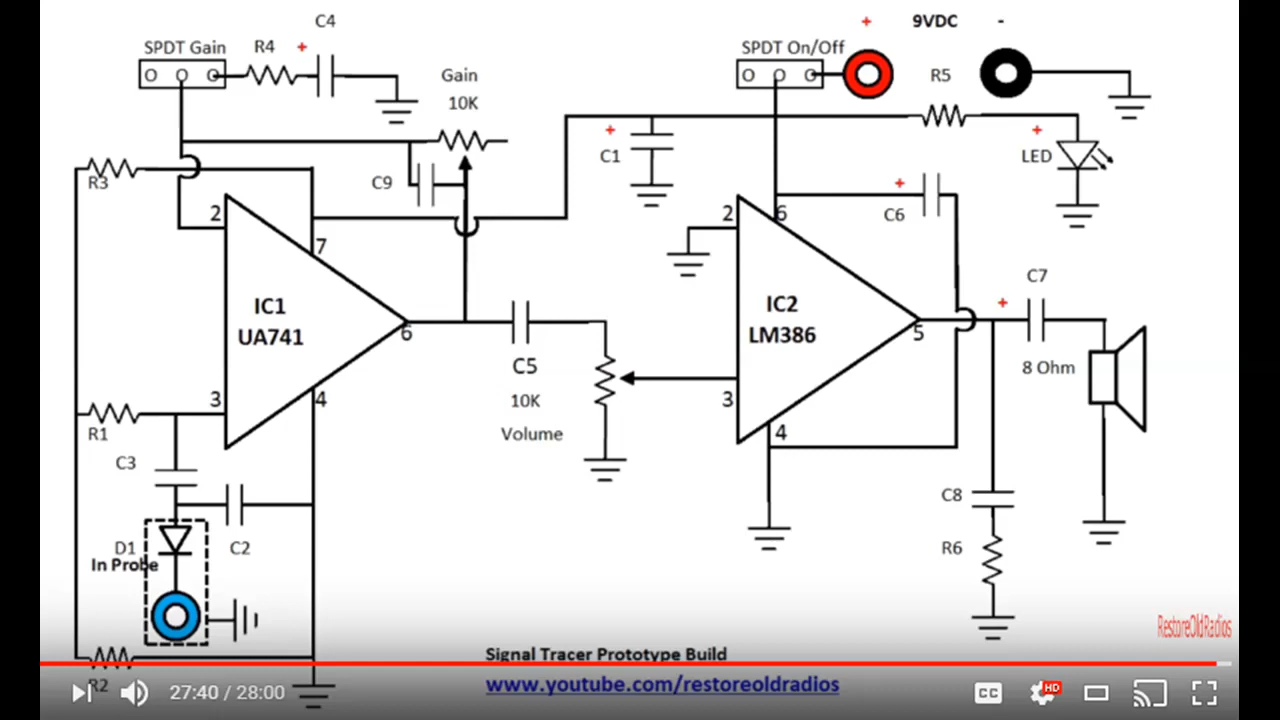 C4
+ 9VDC -
SPDT Gain R4 +
SPDT On/Off
Gain
R5
10K
+
C1
+
LED
R3
C9
+
C6
2
7
2
6
IC1
UA741
6
C7
+
IC2
LM386
5
C5
8 Ohm
3
4
10K
3
R1
Volume
4
C3
C8
D1
C2
R6
In Probe
RestoreOldRadios
Signal Tracer Prototype Build
www.youtube.com/restoreoldradios
R2
27:40 / 28:00
CC
HD